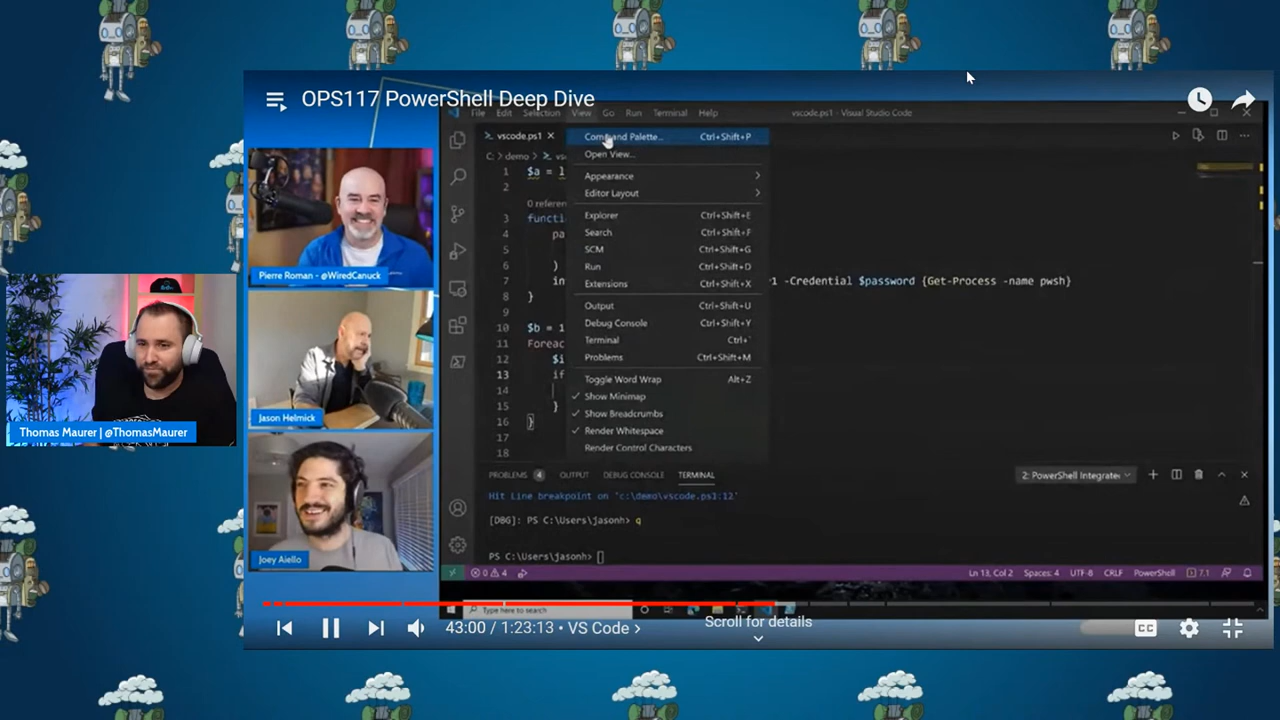 OPS117 PowerShell Deep Dive
File Edit Selection View Go Run Terminal Help
vscode.ps1 - Visual Studio Code
vscode.ps1
C: > demo >
Command Palette... Ctrl+Shift+P
Open View...
Appearance
Editor Layout
Explorer Ctrl+Shift+E
Search Ctrl+Shift+F
SCM Ctrl+Shift+G
Run Ctrl+Shift+D
Extensions Ctrl+Shift+X
Output Ctrl+Shift+U
Debug Console Ctrl+Shift+Y
Terminal Ctrl+`
Problems Ctrl+Shift+M
Toggle Word Wrap Alt+Z
Show Minimap
Show Breadcrumbs
Render Whitespace
Render Control Characters
1 $a = 1
2
0 referen
3 functi
4 pa
5
6 )
7 in 1 -Credential $password {Get-Process -name pwsh}
8 }
9
10 $b = 1
11 Foreac
12 $i
13 if
14
15 }
16 }
17
18
PROBLEMS 4 OUTPUT DEBUG CONSOLE TERMINAL
2: PowerShell Integrate
Hit Line breakpoint on 'c:\demo\vscode.ps1:12'
[DBG]: PS C:\Users\jasonh> q
PS C:\Users\jasonh>
0 4
Ln 13, Col 2 Spaces: 4 UTF-8 CRLF PowerShell 7.1
Type here to search
43:00 / 1:23:13 • VS Code
Scroll for details
CC
Pierre Roman - @WiredCanuck
Jason Helmick
Joey Aiello
Thomas Maurer | @ThomasMaurer